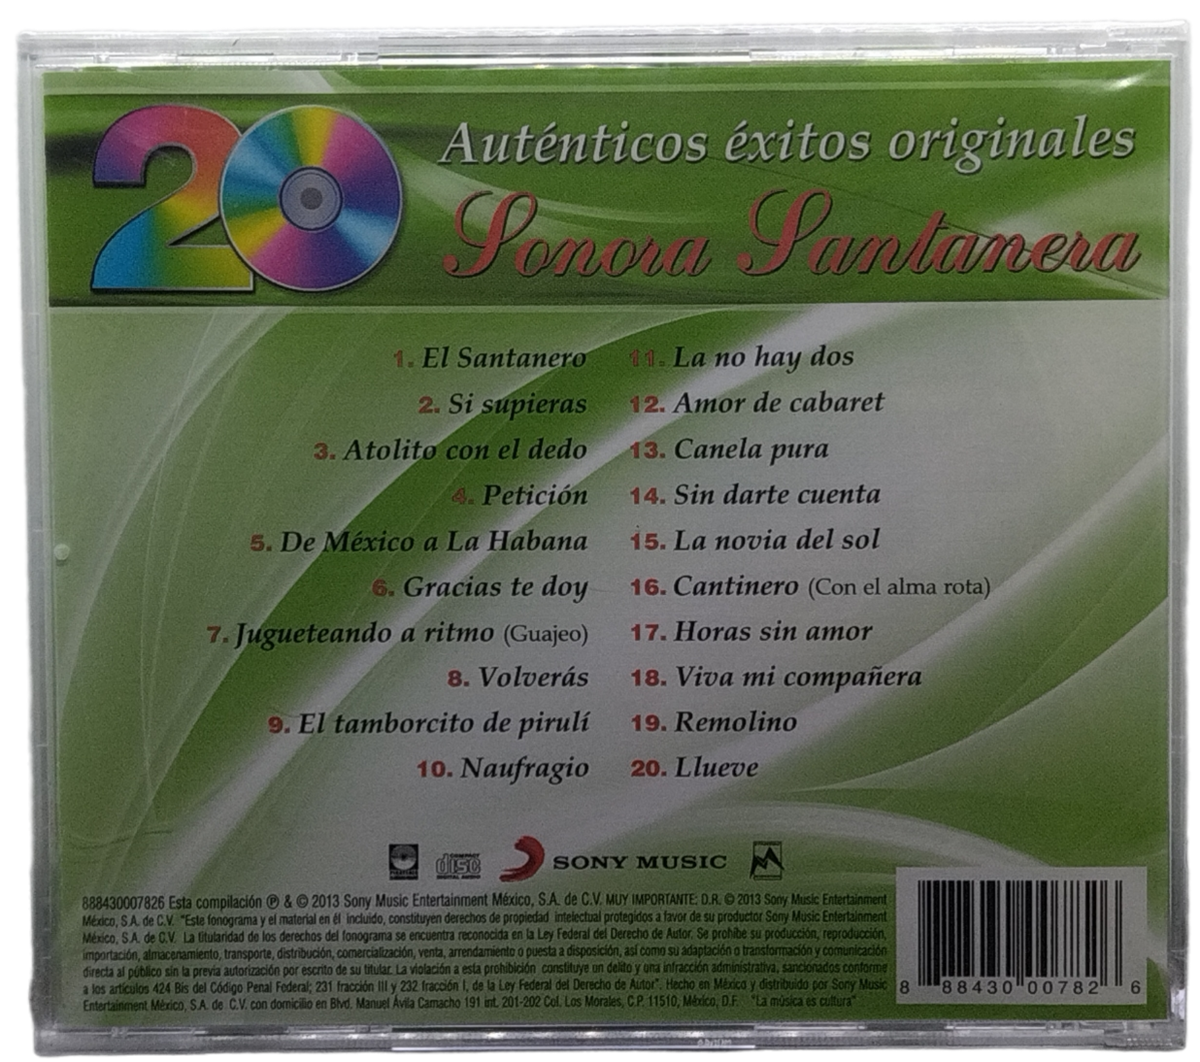 20
Auténticos éxitos originales
Sonora Santanera
1. El Santanero
2. Si supieras
3. Atolito con el dedo
4. Petición
5. De México a La Habana
6. Gracias te doy
7. Jugueteando a ritmo (Guajeo)
8. Volverás
9. El tamborcito de pirulí
10. Naufragio
11. La no hay dos
12. Amor de cabaret
13. Canela pura
14. Sin darte cuenta
15. La novia del sol
16. Cantinero (Con el alma rota)
17. Horas sin amor
18. Viva mi compañera
19. Remolino
20. Llueve
COMPACT
disc
DIGITAL AUDIO
SONY MUSIC
888430007826 Esta compilación ℗ & © 2013 Sony Music Entertainment México, S.A. de C.V. MUY IMPORTANTE: D.R. © 2013 Sony Music Entertainment
México, S.A. de C.V. "Este fonograma y el material en él incluido, constituyen derechos de propiedad intelectual protegidos a favor de su productor Sony Music Entertainment
México, S.A. de C.V. La titularidad de los derechos del fonograma se encuentra reconocida en la Ley Federal del Derecho de Autor. Se prohíbe su producción, reproducción,
importación, almacenamiento, transporte, distribución, comercialización, venta, arrendamiento o puesta a disposición, así como su adaptación o transformación y comunicación
directa al público sin la previa autorización por escrito de su titular. La violación a esta prohibición constituye un delito y una infracción administrativa, sancionados conforme
a los artículos 424 Bis del Código Penal Federal; 231 fracción III y 232 fracción I, de la Ley Federal del Derecho de Autor". Hecho en México y distribuido por Sony Music
Entertainment México, S.A. de C.V. con domicilio en Blvd. Manuel Ávila Camacho 191 int. 201-202 Col. Los Morales, C.P. 11510, México, D.F. "La música es cultura"
8 88430 00782 6